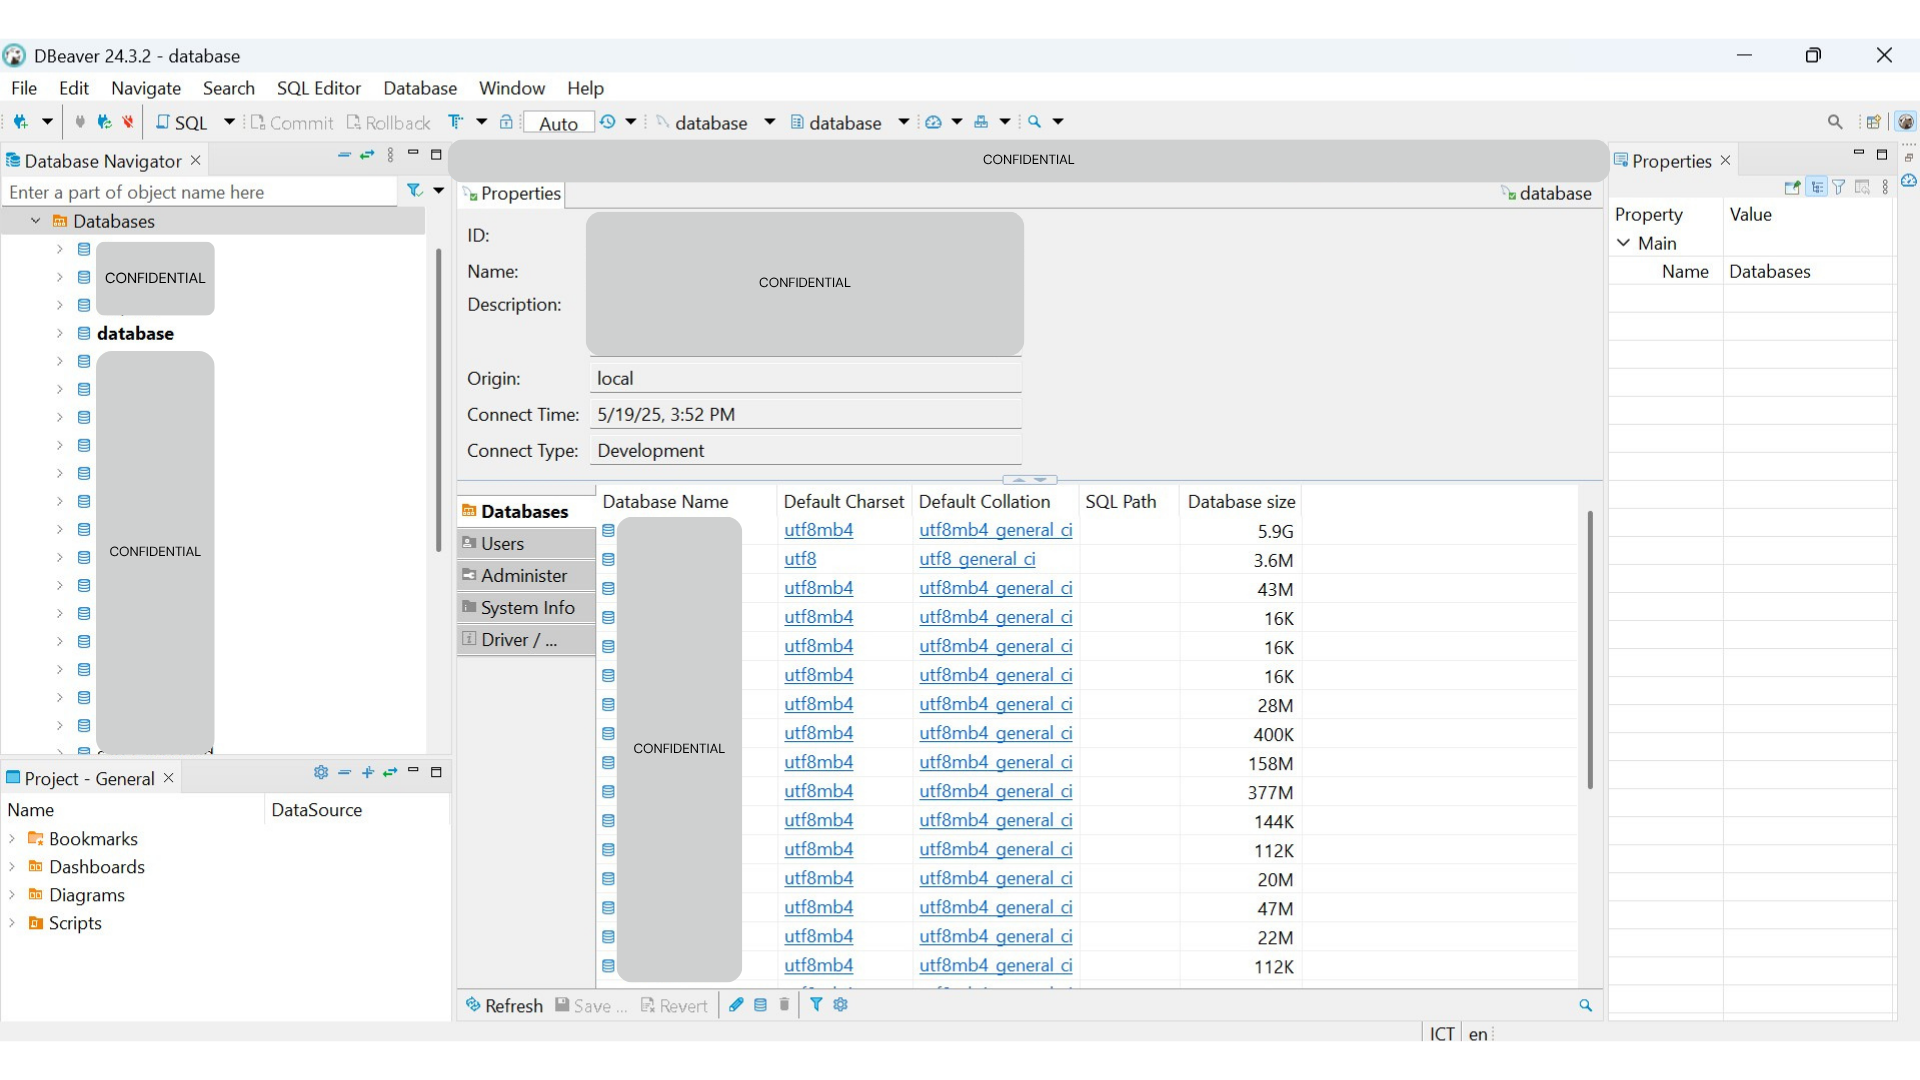 DBeaver 24.3.2 - database
File Edit Navigate Search SQL Editor Database Window Help
SQL Commit Rollback Auto database database
Database Navigator
Enter a part of object name here
Databases
CONFIDENTIAL
database
CONFIDENTIAL
Project - General
Name DataSource
Bookmarks
Dashboards
Diagrams
Scripts
CONFIDENTIAL
Properties database
ID:
Name:
Description:
CONFIDENTIAL
Origin: local
Connect Time: 5/19/25, 3:52 PM
Connect Type: Development
Databases
Users
Administer
System Info
Driver / ...
Database Name Default Charset Default Collation SQL Path Database size
utf8mb4 utf8mb4_general_ci 5.9G
utf8 utf8_general_ci 3.6M
utf8mb4 utf8mb4_general_ci 43M
utf8mb4 utf8mb4_general_ci 16K
utf8mb4 utf8mb4_general_ci 16K
utf8mb4 utf8mb4_general_ci 16K
utf8mb4 utf8mb4_general_ci 28M
utf8mb4 utf8mb4_general_ci 400K
CONFIDENTIAL
utf8mb4 utf8mb4_general_ci 158M
utf8mb4 utf8mb4_general_ci 377M
utf8mb4 utf8mb4_general_ci 144K
utf8mb4 utf8mb4_general_ci 112K
utf8mb4 utf8mb4_general_ci 20M
utf8mb4 utf8mb4_general_ci 47M
utf8mb4 utf8mb4_general_ci 22M
utf8mb4 utf8mb4_general_ci 112K
Refresh Save ... Revert
Properties
Property Value
Main
Name Databases
ICT en